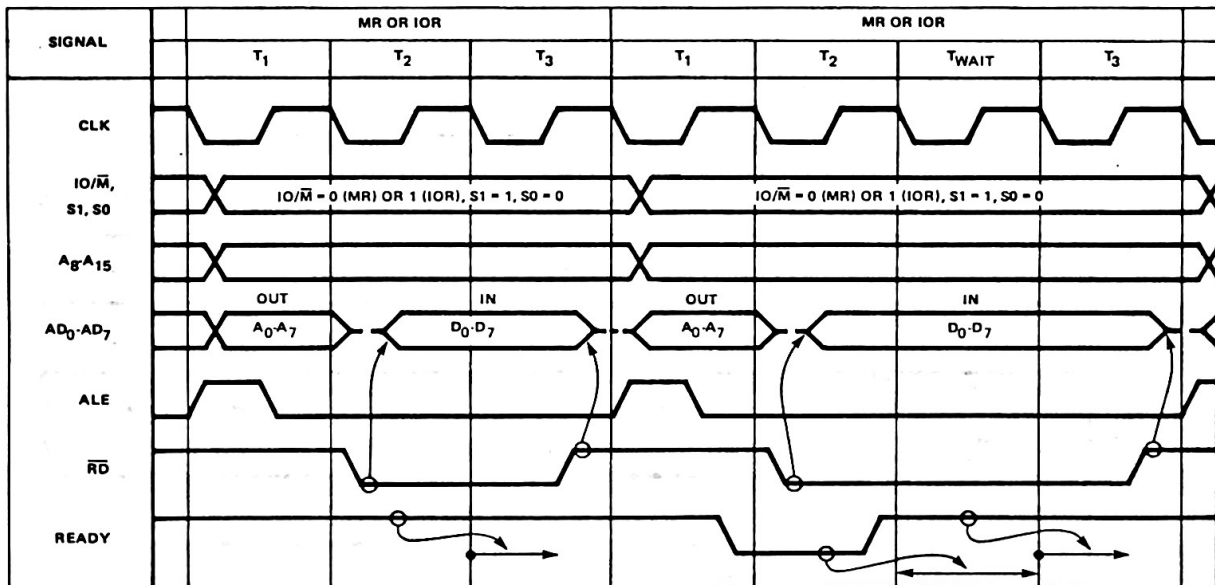 SIGNAL
MR OR IOR
MR OR IOR
T1 T2 T3 T1 T2 TWAIT T3
CLK
IO/M̅,
S1, S0
IO/M̅ = 0 (MR) OR 1 (IOR), S1 = 1, S0 = 0
IO/M̅ = 0 (MR) OR 1 (IOR), S1 = 1, S0 = 0
A8-A15
OUT IN OUT IN
AD0-AD7
A0-A7 D0-D7 A0-A7 D0-D7
ALE
R̅D̅
READY